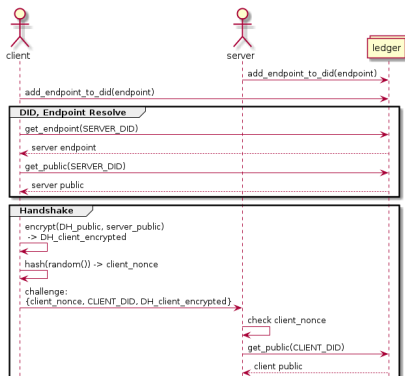 client
server
ledger
add_endpoint_to_did(endpoint)
add_endpoint_to_did(endpoint)
DID, Endpoint Resolve
get_endpoint(SERVER_DID)
server endpoint
get_public(SERVER_DID)
server public
Handshake
encrypt(DH_public, server_public)
-> DH_client_encrypted
hash(random()) -> client_nonce
challenge:
{client_nonce, CLIENT_DID, DH_client_encrypted}
check client_nonce
get_public(CLIENT_DID)
client public